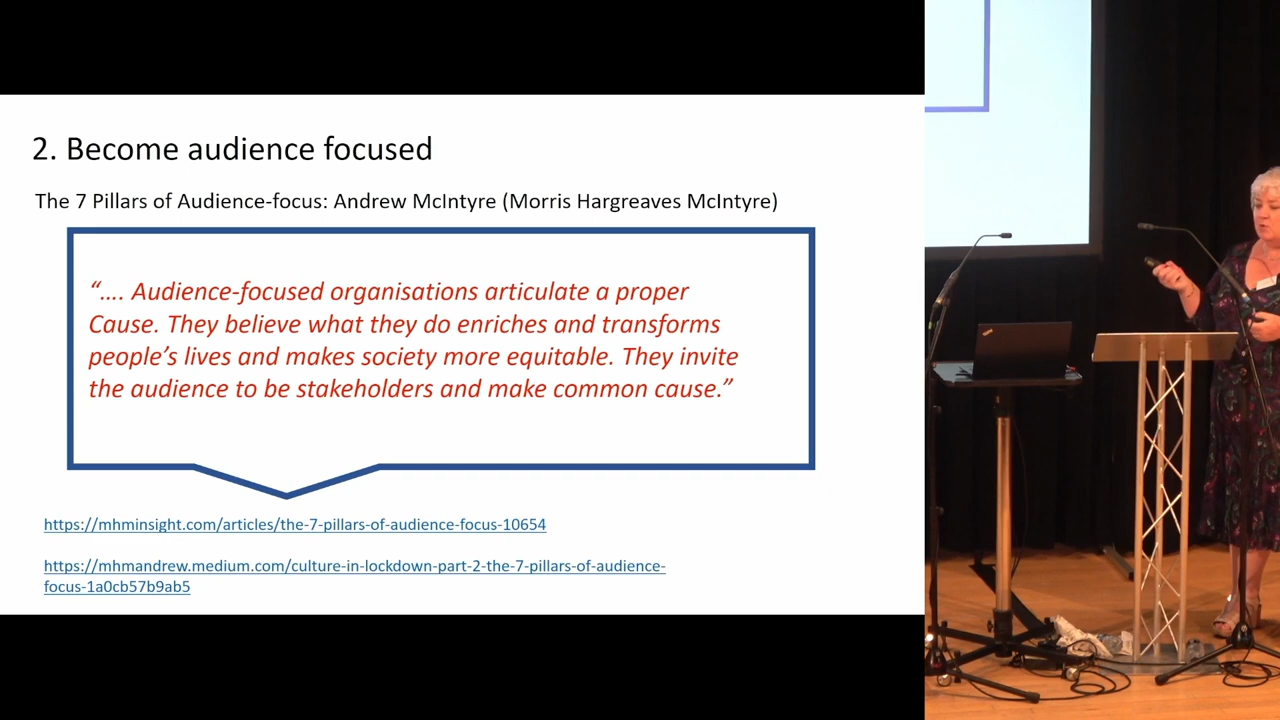 2. Become audience focused
The 7 Pillars of Audience-focus: Andrew McIntyre (Morris Hargreaves McIntyre)
“…. Audience-focused organisations articulate a proper
Cause. They believe what they do enriches and transforms
people’s lives and makes society more equitable. They invite
the audience to be stakeholders and make common cause.”
https://mhminsight.com/articles/the-7-pillars-of-audience-focus-10654
https://mhmandrew.medium.com/culture-in-lockdown-part-2-the-7-pillars-of-audience-
focus-1a0cb57b9ab5